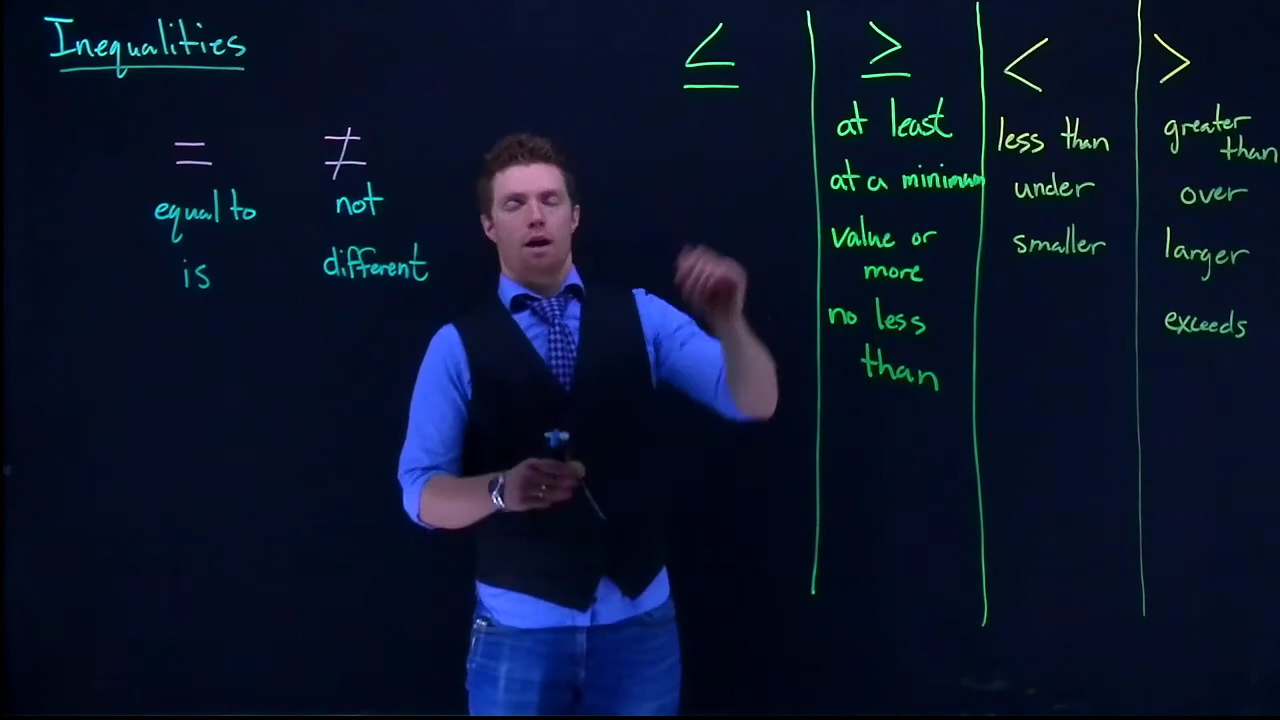 Inequalities
= ≠
equal to
is
not
different
≤
≥
at least
at a minimum
value or
more
no less
than
<
less than
under
smaller
>
greater
than
over
larger
exceeds